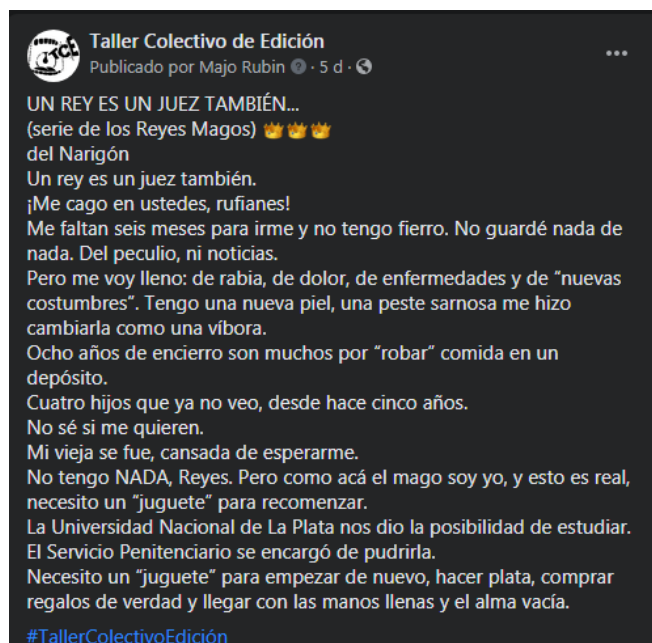 Taller Colectivo de Edición
Publicado por Majo Rubin · 5 d ·
UN REY ES UN JUEZ TAMBIÉN...
(serie de los Reyes Magos) 👑👑👑
del Narigón
Un rey es un juez también.
¡Me cago en ustedes, rufianes!
Me faltan seis meses para irme y no tengo fierro. No guardé nada de
nada. Del peculio, ni noticias.
Pero me voy lleno: de rabia, de dolor, de enfermedades y de “nuevas
costumbres”. Tengo una nueva piel, una peste sarnosa me hizo
cambiarla como una víbora.
Ocho años de encierro son muchos por “robar” comida en un
depósito.
Cuatro hijos que ya no veo, desde hace cinco años.
No sé si me quieren.
Mi vieja se fue, cansada de esperarme.
No tengo NADA, Reyes. Pero como acá el mago soy yo, y esto es real,
necesito un “juguete” para recomenzar.
La Universidad Nacional de La Plata nos dio la posibilidad de estudiar.
El Servicio Penitenciario se encargó de pudrirla.
Necesito un “juguete” para empezar de nuevo, hacer plata, comprar
regalos de verdad y llegar con las manos llenas y el alma vacía.
#TallerColectivoEdición